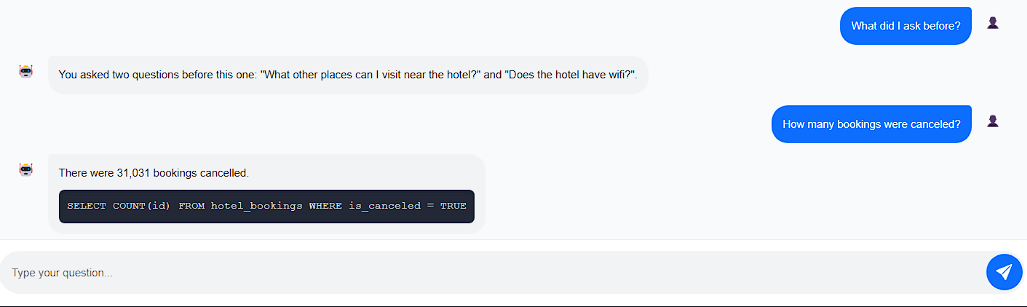 What did I ask before?
You asked two questions before this one: "What other places can I visit near the hotel?" and "Does the hotel have wifi?".
How many bookings were canceled?
There were 31,031 bookings cancelled.
SELECT COUNT(id) FROM hotel_bookings WHERE is_canceled = TRUE
Type your question...